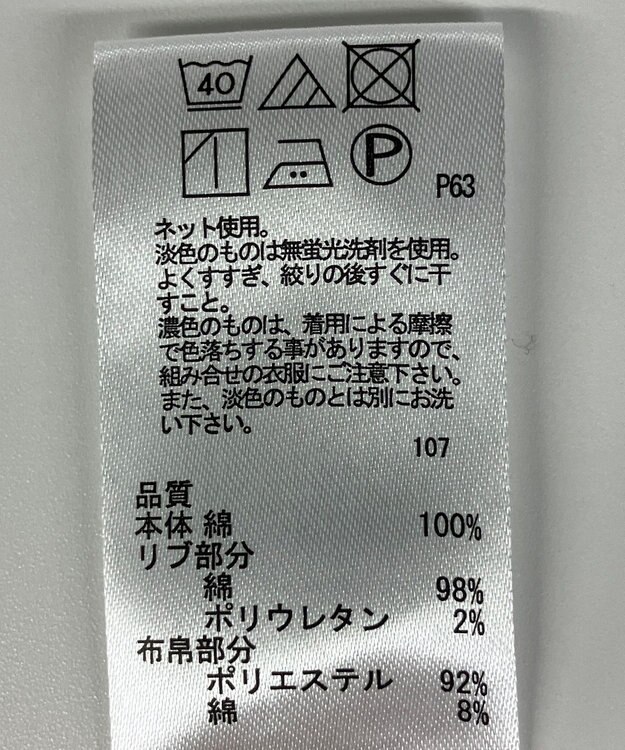 40
P
P63
ネット使用。
淡色のものは無蛍光洗剤を使用。
よくすすぎ、絞りの後すぐに干
すこと。
濃色のものは、着用による摩擦
で色落ちする事がありますので、
組み合せの衣服にご注意下さい。
また、淡色のものとは別にお洗
い下さい。
107
品質
本体 綿 100%
リブ部分
綿 98%
ポリウレタン 2%
布帛部分
ポリエステル 92%
綿 8%